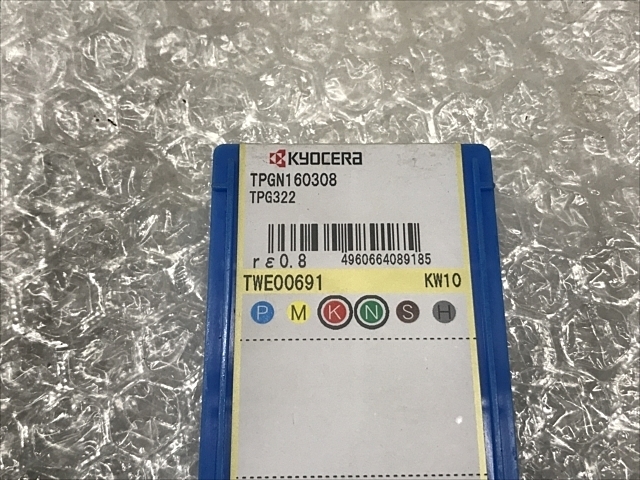 KYOCERA
TPGN160308
TPG322
rε0.8 4960664089185
TWE00691 KW10
P M K N S H